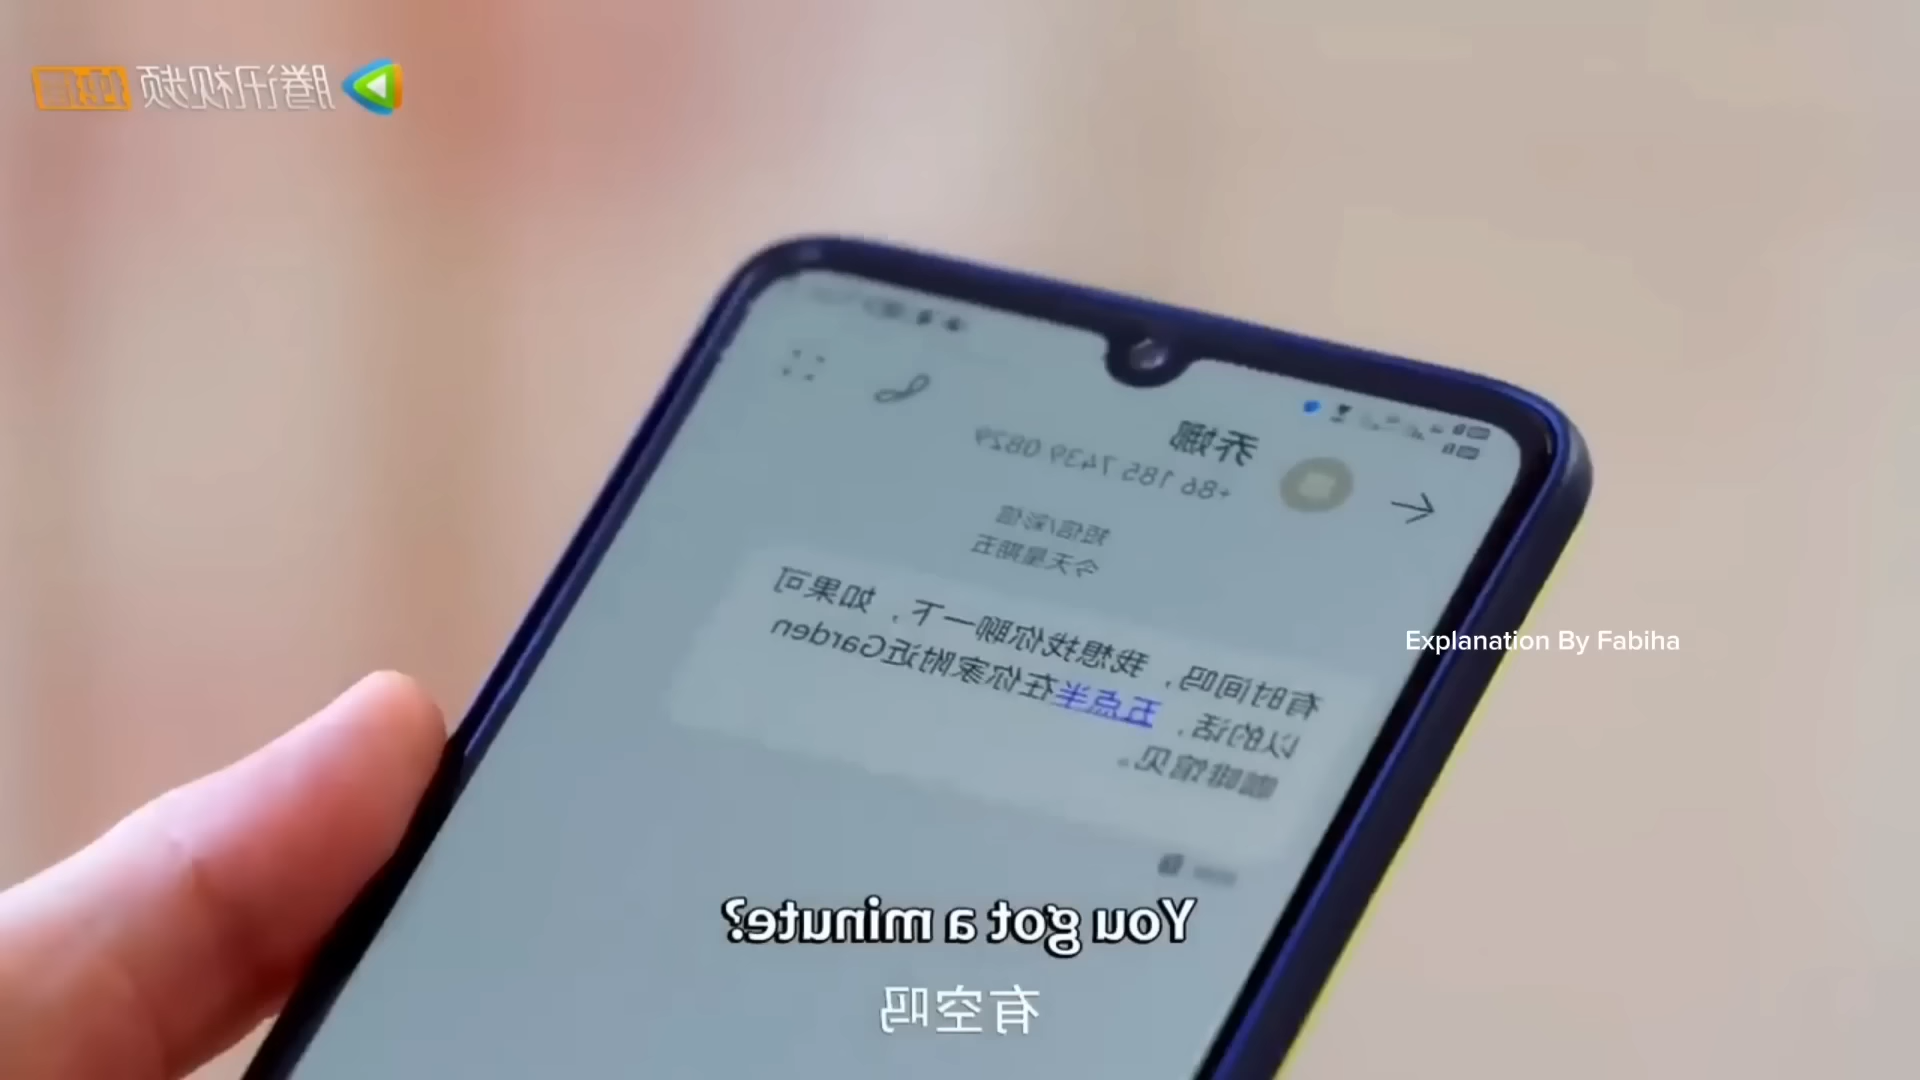 腾讯视频
乔娜
+86 185 7439 0829
短信/彩信
今天星期五
有时间吗，我想找你聊一下，如果可
以的话，五点半在你家附近Garden
咖啡馆见。
Explanation By Fabiha
You got a minute?
有空吗